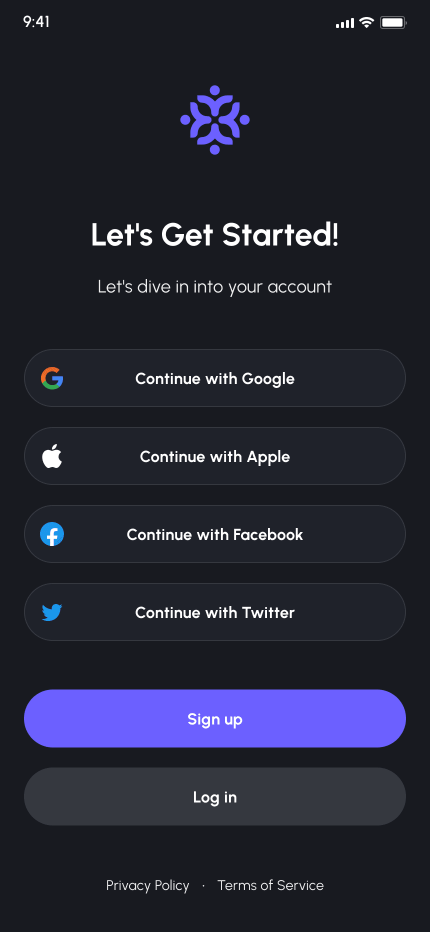 9:41
Let's Get Started!
Let's dive in into your account
Continue with Google
Continue with Apple
Continue with Facebook
Continue with Twitter
Sign up
Log in
Privacy Policy · Terms of Service